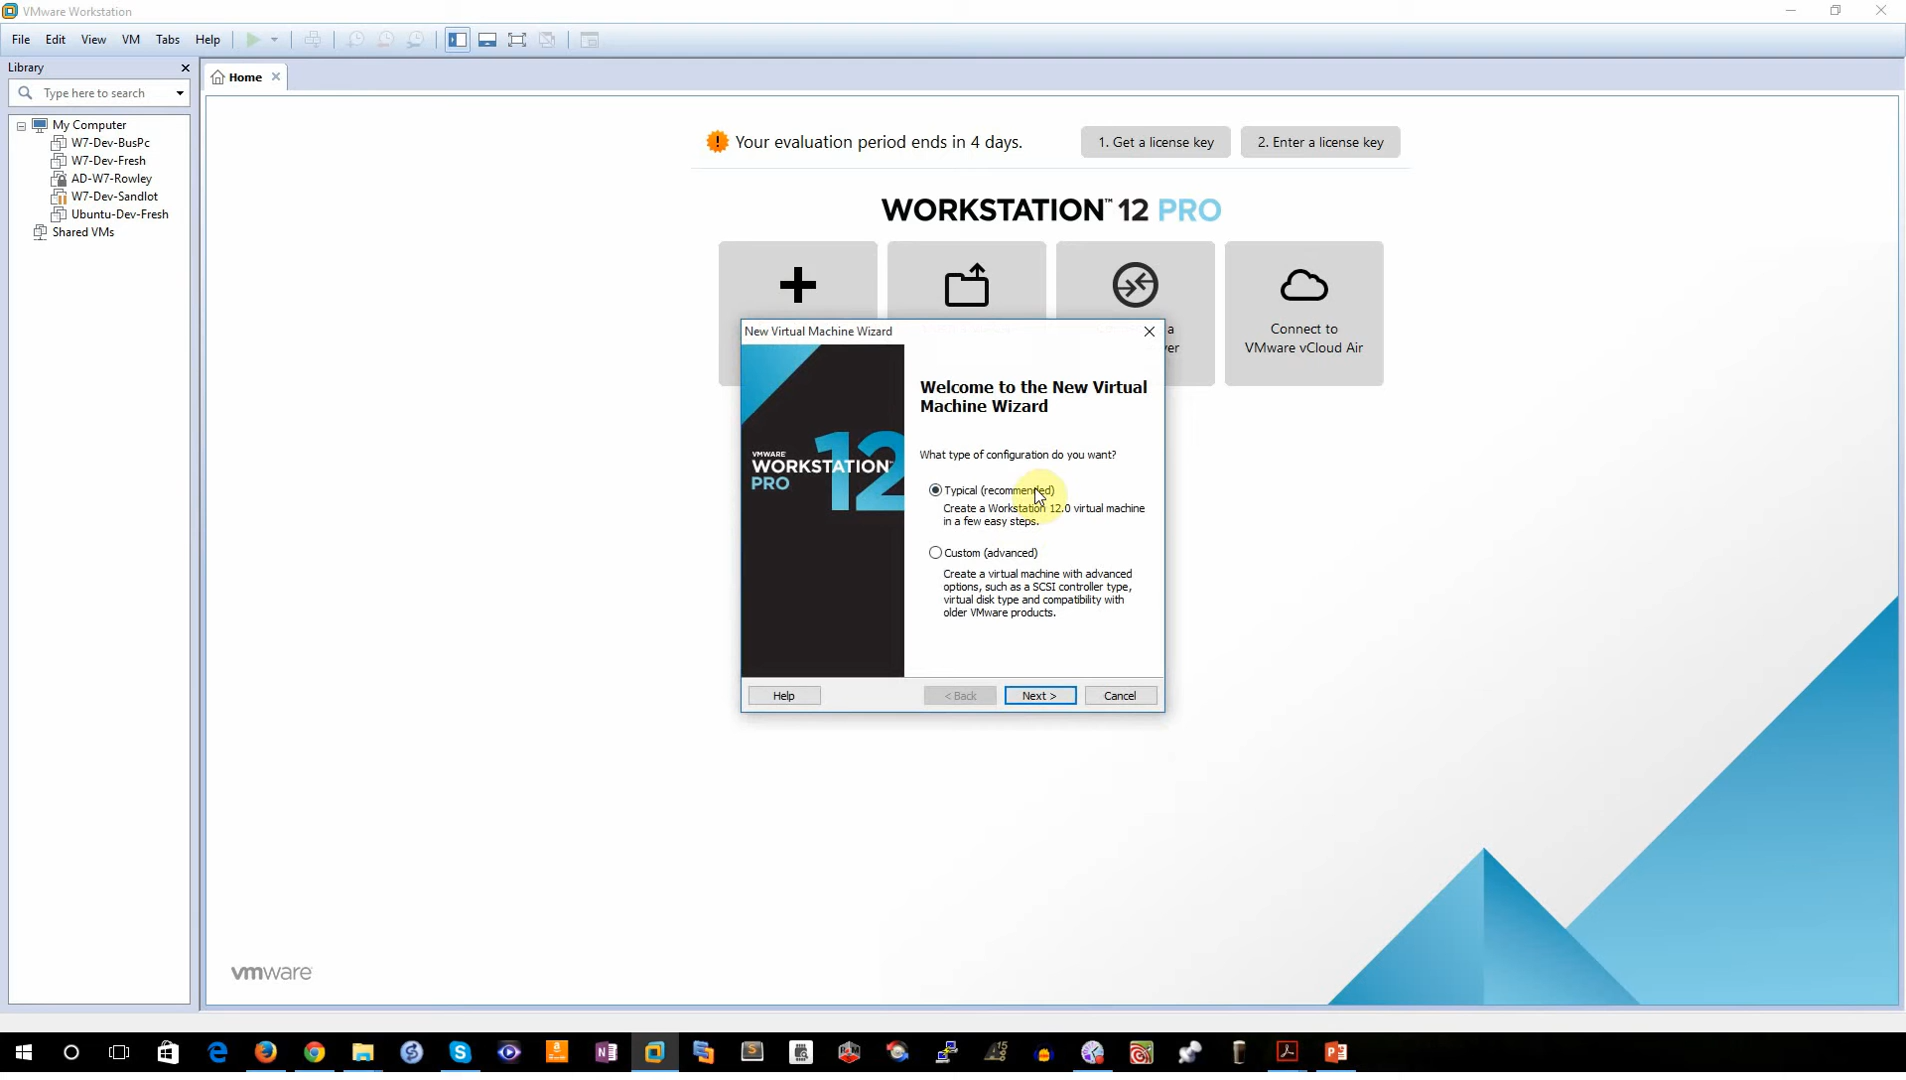 VMware Workstation
File Edit View VM Tabs Help
Library
Type here to search
My Computer
W7-Dev-BusPc
W7-Dev-Fresh
AD-W7-Rowley
W7-Dev-Sandlot
Ubuntu-Dev-Fresh
Shared VMs
Home
Your evaluation period ends in 4 days.
1. Get a license key
2. Enter a license key
WORKSTATION™ 12 PRO
a
ver
Connect to
VMware vCloud Air
New Virtual Machine Wizard
VMWARE
WORKSTATION™
PRO
12
Welcome to the New Virtual
Machine Wizard
What type of configuration do you want?
Typical (recommended)
Create a Workstation 12.0 virtual machine
in a few easy steps.
Custom (advanced)
Create a virtual machine with advanced
options, such as a SCSI controller type,
virtual disk type and compatibility with
older VMware products.
Help
< Back
Next >
Cancel
vmware